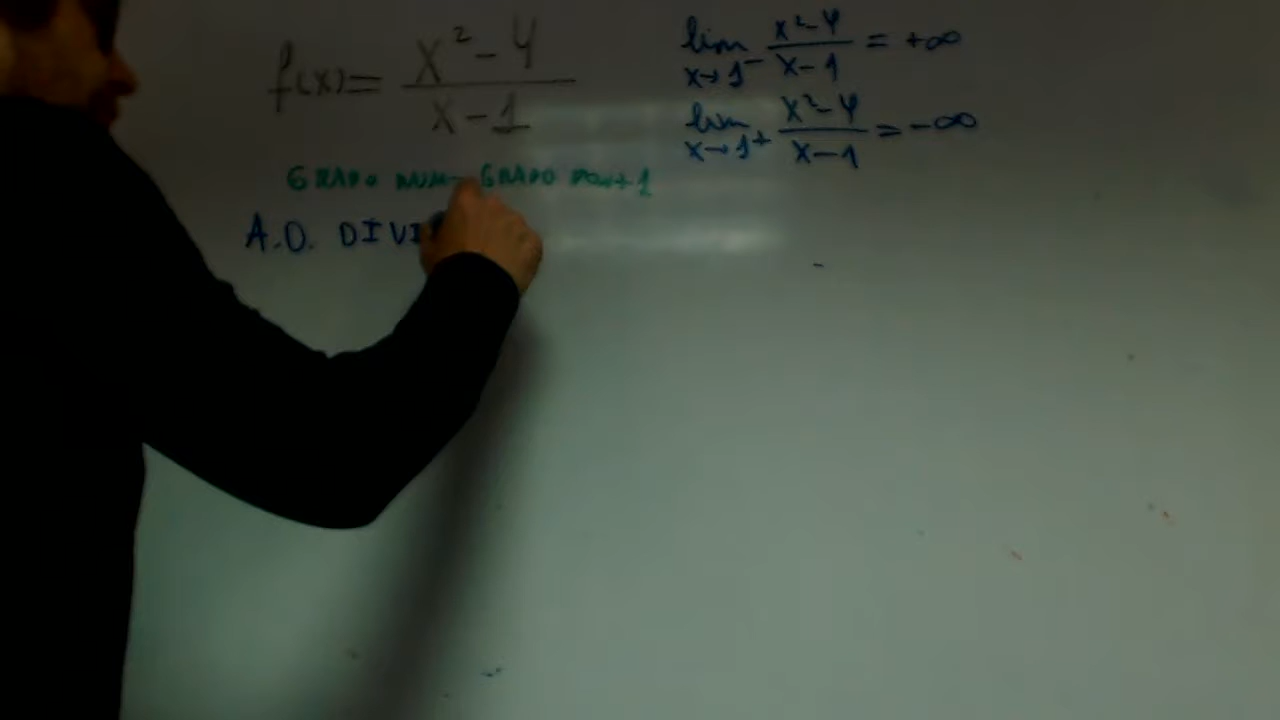 f(x) = x² - 4 / x - 1
GRADO NUM = GRADO DEN + 1
A.O. DIVI
lim x→1⁻ x² - 4 / x - 1 = +∞
lim x→1⁺ x² - 4 / x - 1 = -∞